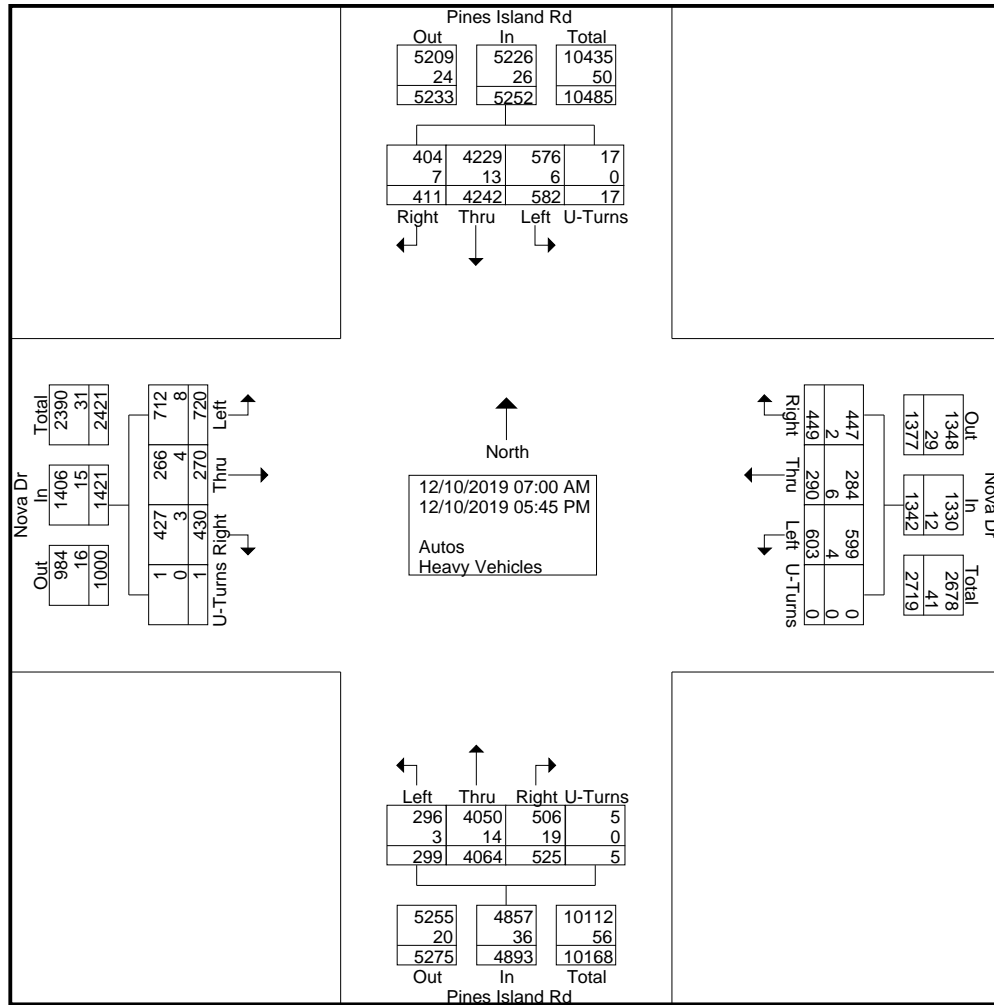 Pines Island Rd
Out In Total
5209 5226 10435
24 26 50
5233 5252 10485
404 4229 576 17
7 13 6 0
411 4242 582 17
Right Thru Left U-Turns
Nova Dr
Total In Out
2390 1406 984
31 15 16
2421 1421 1000
712 266 427 1
8 4 3 0
720 270 430 1
Left Thru Right U-Turns
North
12/10/2019 07:00 AM
12/10/2019 05:45 PM
Autos
Heavy Vehicles
Right Thru Left U-Turns
449 290 603 0
2 6 4 0
447 284 599 0
1377 1342 2719
29 12 41
1348 1330 2678
Out In Total
Nova Dr
Left Thru Right U-Turns
296 4050 506 5
3 14 19 0
299 4064 525 5
5255 4857 10112
20 36 56
5275 4893 10168
Out In Total
Pines Island Rd